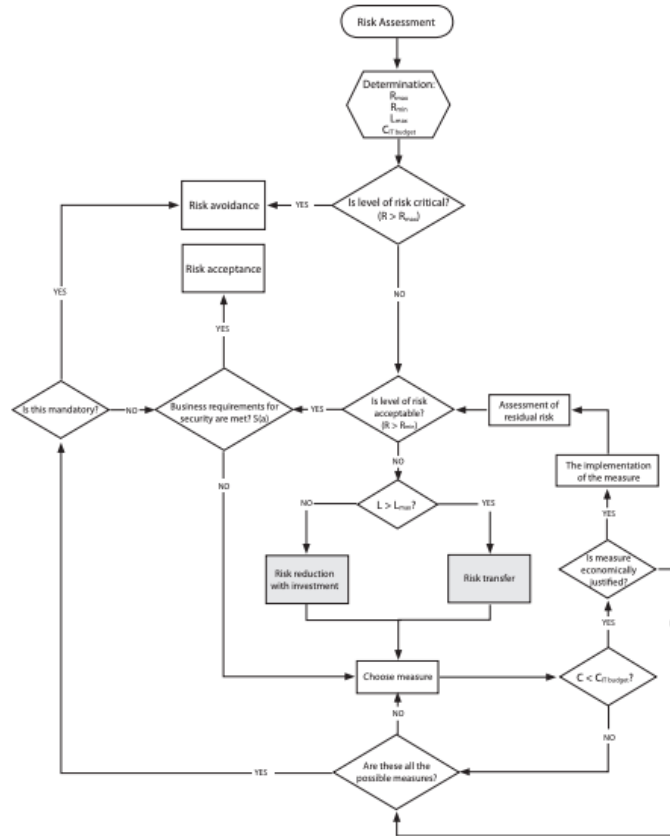 Risk Assessment
Determination:
Rmax
Rmin
Lmax
CIT budget
Is level of risk critical?
(R > Rmax)
YES
Risk avoidance
NO
Risk acceptance
YES
YES
Is this mandatory?
NO
Business requirements for
security are met? S(a)
YES
Is level of risk
acceptable?
(R > Rmin)
Assessment of
residual risk
The implementation
of the measure
NO
NO
L > Lmax?
NO
YES
YES
Is measure
economically
justified?
Risk reduction
with investment
Risk transfer
YES
Choose measure
C < CIT budget?
NO
NO
Are these all the
possible measures?
YES